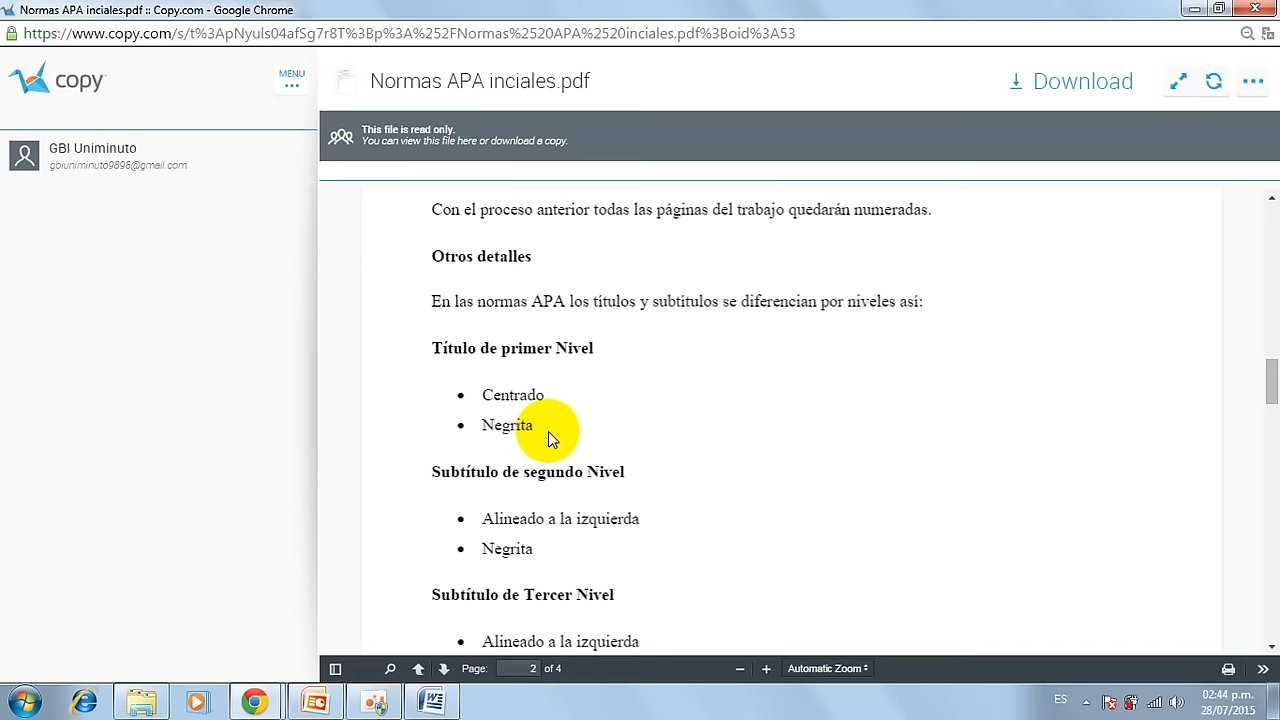 Normas APA inciales.pdf :: Copy.com - Google Chrome
https://www.copy.com/s/t%3ApNyuls04afSg7r8T%3Bp%3A%252FNormas%2520APA%2520inciales.pdf%3Boid%3A53
copy
MENU
Normas APA inciales.pdf
Download
This file is read only.
You can view this file here or download a copy.
GBI Uniminuto
gbiuniminuto9896@gmail.com
Con el proceso anterior todas las páginas del trabajo quedarán numeradas.
Otros detalles
En las normas APA los títulos y subtítulos se diferencian por niveles así:
Título de primer Nivel
• Centrado
• Negrita
Subtítulo de segundo Nivel
• Alineado a la izquierda
• Negrita
Subtítulo de Tercer Nivel
• Alineado a la izquierda
Page: 2 of 4
Automatic Zoom
ES
02:44 p.m.
28/07/2015